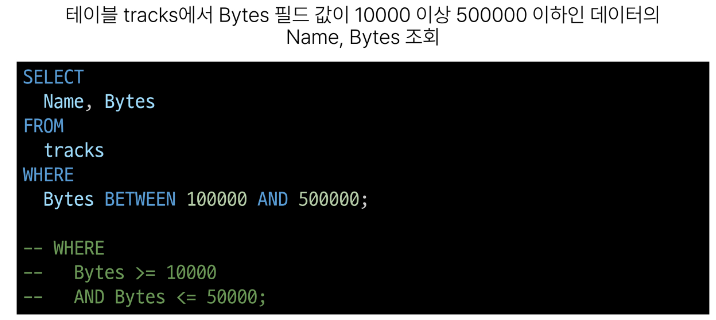 테이블 tracks에서 Bytes 필드 값이 10000 이상 500000 이하인 데이터의
Name, Bytes 조회
SELECT
  Name, Bytes
FROM
  tracks
WHERE
  Bytes BETWEEN 100000 AND 500000;
-- WHERE
--   Bytes >= 10000
--   AND Bytes <= 50000;